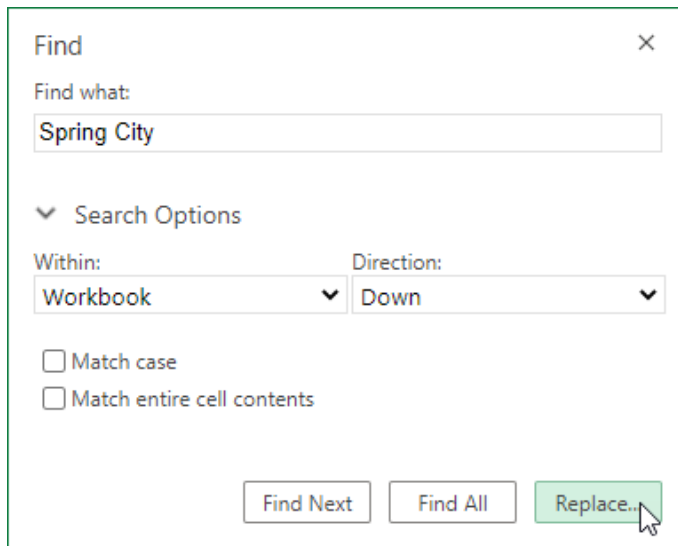 Find
Find what:
Spring City
Search Options
Within: Direction:
Workbook Down
Match case
Match entire cell contents
Find Next Find All Replace...